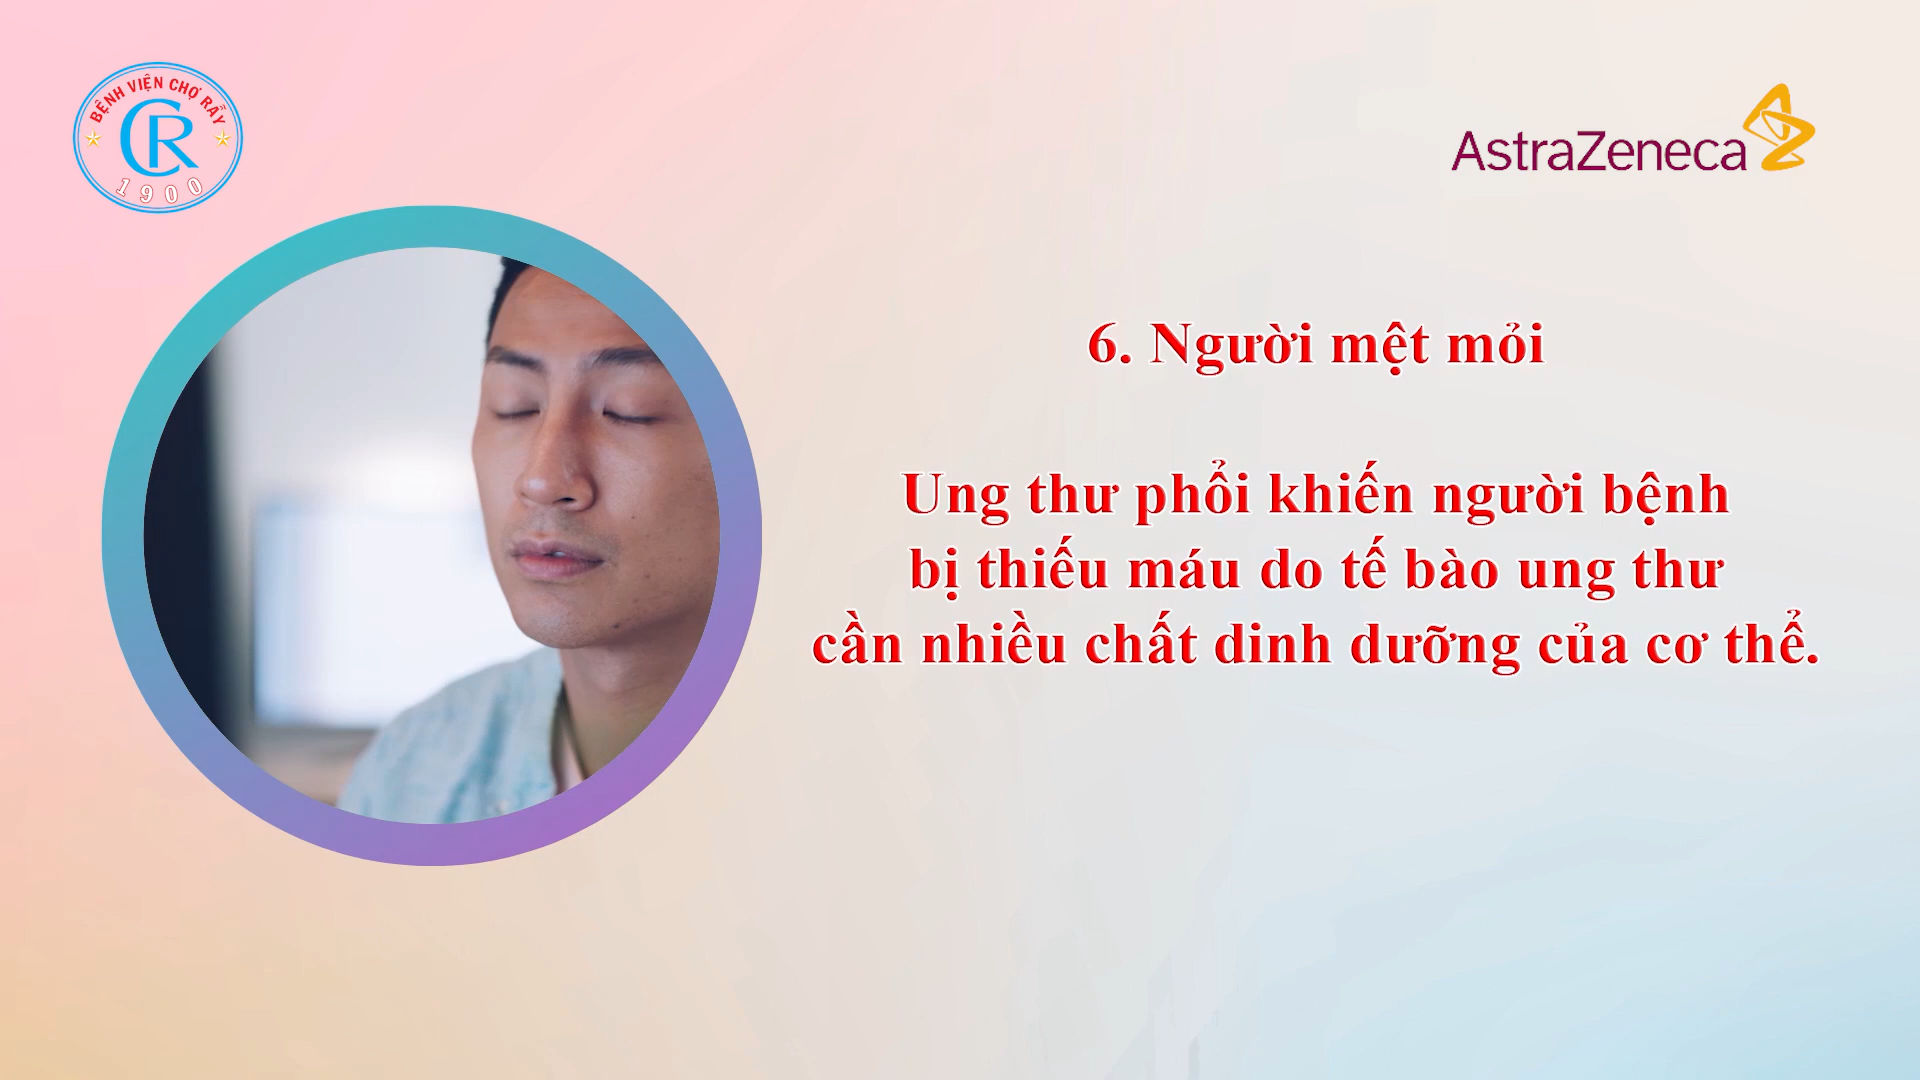 BỆNH VIỆN CHỢ RẪY
CR
1900
AstraZeneca
6. Người mệt mỏi
Ung thư phổi khiến người bệnh
bị thiếu máu do tế bào ung thư
cần nhiều chất dinh dưỡng của cơ thể.